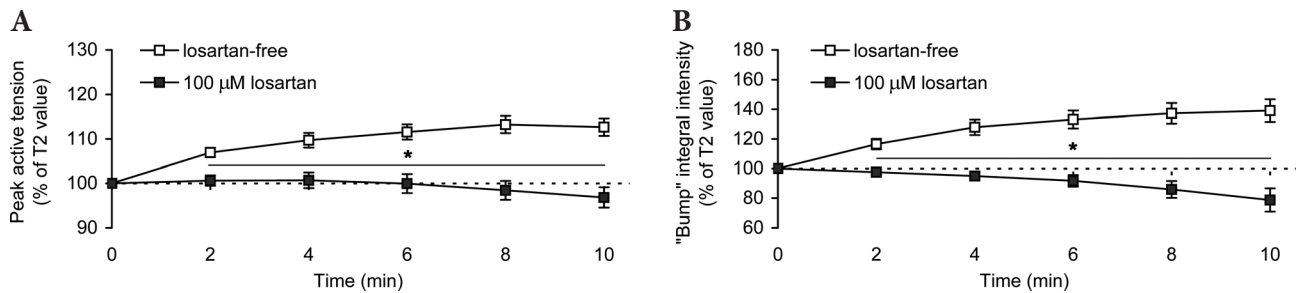 A
Peak active tension
(% of T2 value)
130
120
110
100
90
losartan-free
100 μM losartan
*
0 2 4 6 8 10
Time (min)
B
"Bump" integral intensity
(% of T2 value)
180
160
140
120
100
80
60
losartan-free
100 μM losartan
*
0 2 4 6 8 10
Time (min)